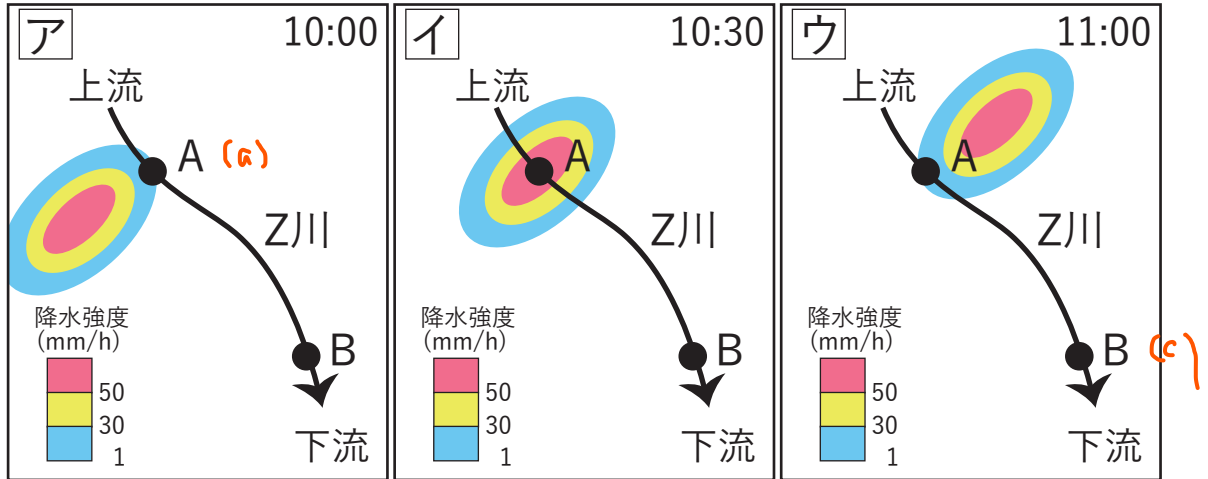 ア 10:00
上流
A (a)
Z川
降水強度
(mm/h)
B
50
30
1
下流
イ 10:30
上流
A
Z川
降水強度
(mm/h)
B
50
30
1
下流
ウ 11:00
上流
A
Z川
降水強度
(mm/h)
B (c)
50
30
1
下流